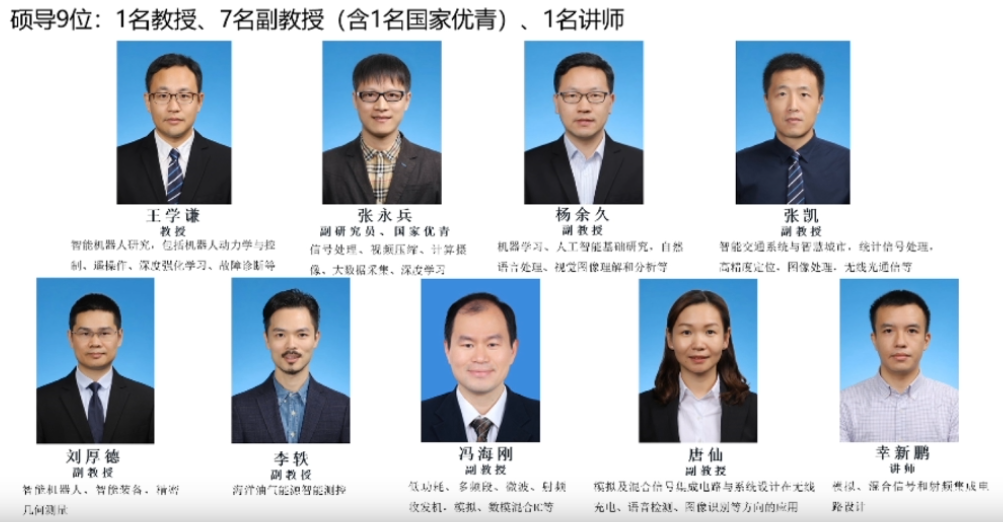 硕导9位：1名教授、7名副教授（含1名国家优青）、1名讲师
王学谦
教授
智能机器人研究，包括机器人动力学与控
制、遥操作、深度强化学习、故障诊断等
张永兵
副研究员、国家优青
信号处理、视频压缩、计算摄
像、大数据采集、深度学习
杨余久
副教授
机器学习、人工智能基础研究，自然
语言处理、视觉图像理解和分析等
张凯
副教授
智能交通系统与智慧城市，统计信号处理，
高精度定位，图像处理，无线光通信等
刘厚德
副教授
智能机器人、智能装备、精密
几何测量
李轶
副教授
海洋油气能源智能测控
冯海刚
副教授
低功耗、多频段、微波、射频
收发机，模拟、数模混合IC等
唐仙
副教授
模拟及混合信号集成电路与系统设计在无线
充电、语音检测、图像识别等方向的应用
幸新鹏
讲师
模拟、混合信号和射频集成电
路设计